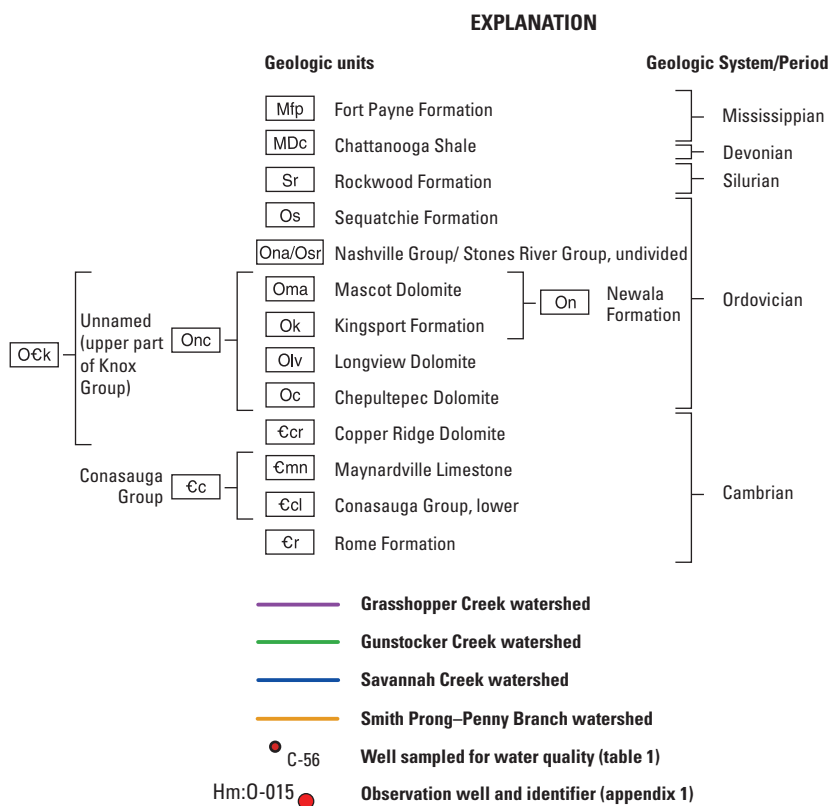 EXPLANATION
Geologic units
Geologic System/Period
Mfp Fort Payne Formation
Mississippian
MDc Chattanooga Shale
Devonian
Sr Rockwood Formation
Silurian
Os Sequatchie Formation
Ona/Osr Nashville Group/ Stones River Group, undivided
Oma Mascot Dolomite
Ok Kingsport Formation
On Newala
Formation
Ordovician
Olv Longview Dolomite
Oc Chepultepec Dolomite
O€k
Unnamed
(upper part
of Knox
Group)
Onc
€cr Copper Ridge Dolomite
€mn Maynardville Limestone
€cl Conasauga Group, lower
Conasauga
Group
€c
Cambrian
€r Rome Formation
Grasshopper Creek watershed
Gunstocker Creek watershed
Savannah Creek watershed
Smith Prong–Penny Branch watershed
C-56 Well sampled for water quality (table 1)
Hm:O-015 Observation well and identifier (appendix 1)